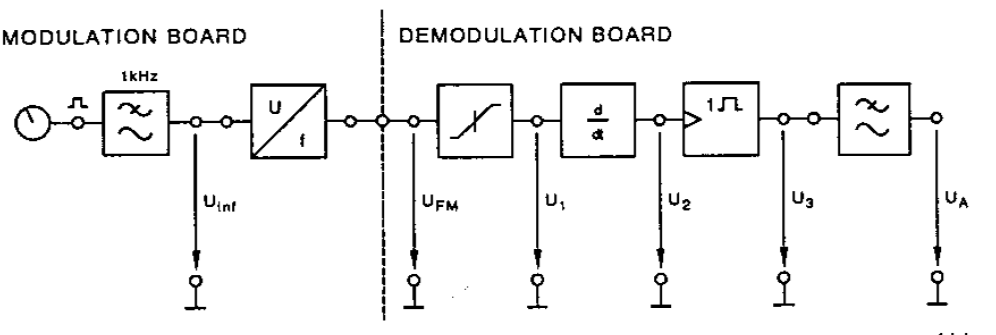 MODULATION BOARD
DEMODULATION BOARD
1kHz
U
f
d
dt
1
U_inf
U_FM
U_1
U_2
U_3
U_A